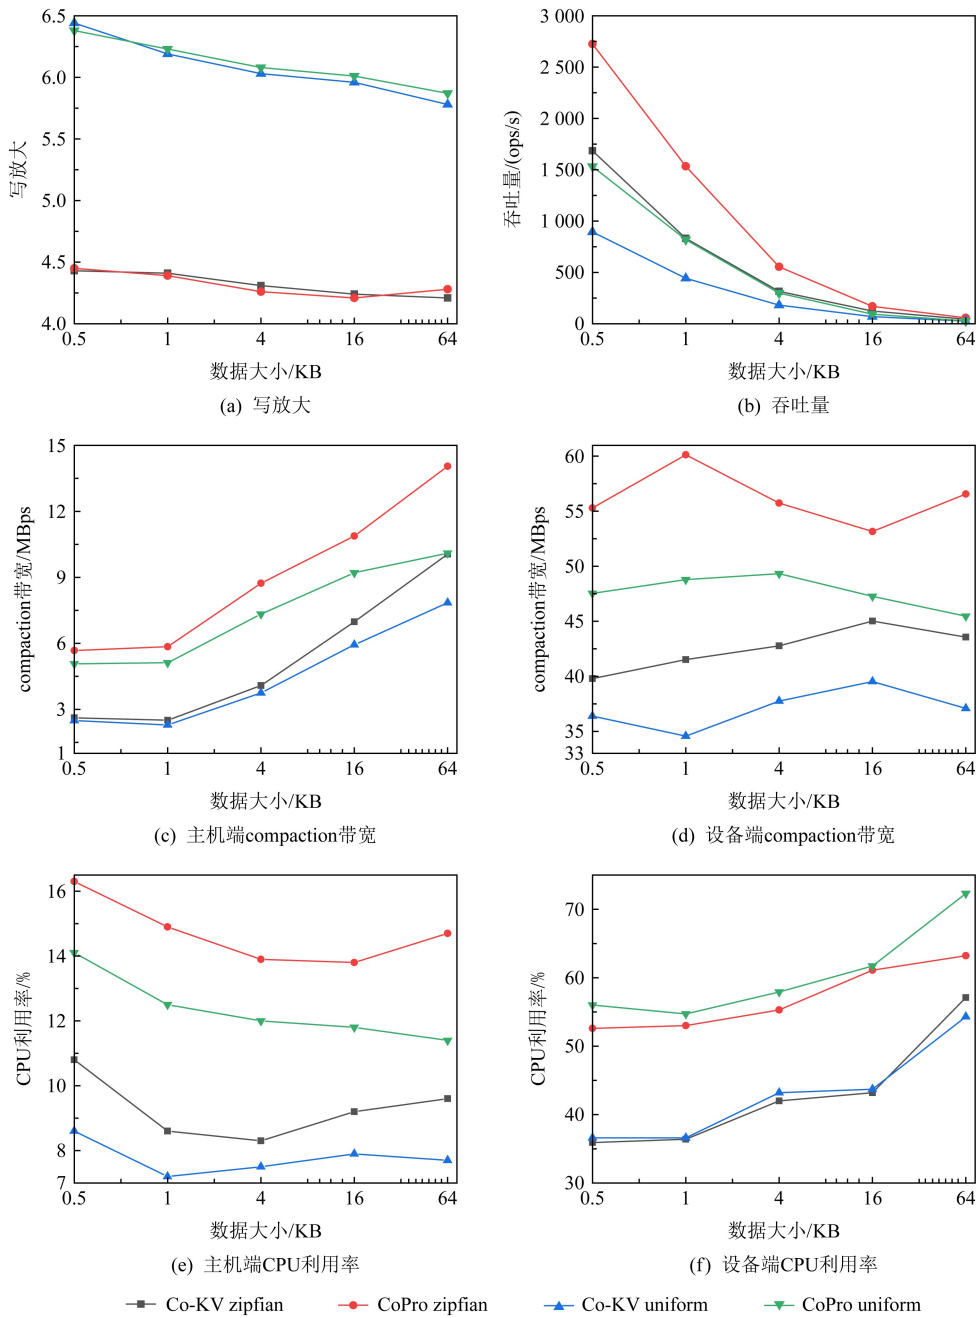 6.5
6.0
5.5
5.0
4.5
4.0
写放大
0.5 1 4 16 64
数据大小/KB
(a) 写放大
3 000
2 500
2 000
1 500
1 000
500
0
吞吐量/(ops/s)
0.5 1 4 16 64
数据大小/KB
(b) 吞吐量
15
12
9
6
3
1
compaction带宽/MBps
0.5 1 4 16 64
数据大小/KB
(c) 主机端compaction带宽
60
55
50
45
40
35
33
compaction带宽/MBps
0.5 1 4 16 64
数据大小/KB
(d) 设备端compaction带宽
16
14
12
10
8
7
CPU利用率/%
0.5 1 4 16 64
数据大小/KB
(e) 主机端CPU利用率
70
60
50
40
30
CPU利用率/%
0.5 1 4 16 64
数据大小/KB
(f) 设备端CPU利用率
Co-KV zipfian CoPro zipfian Co-KV uniform CoPro uniform